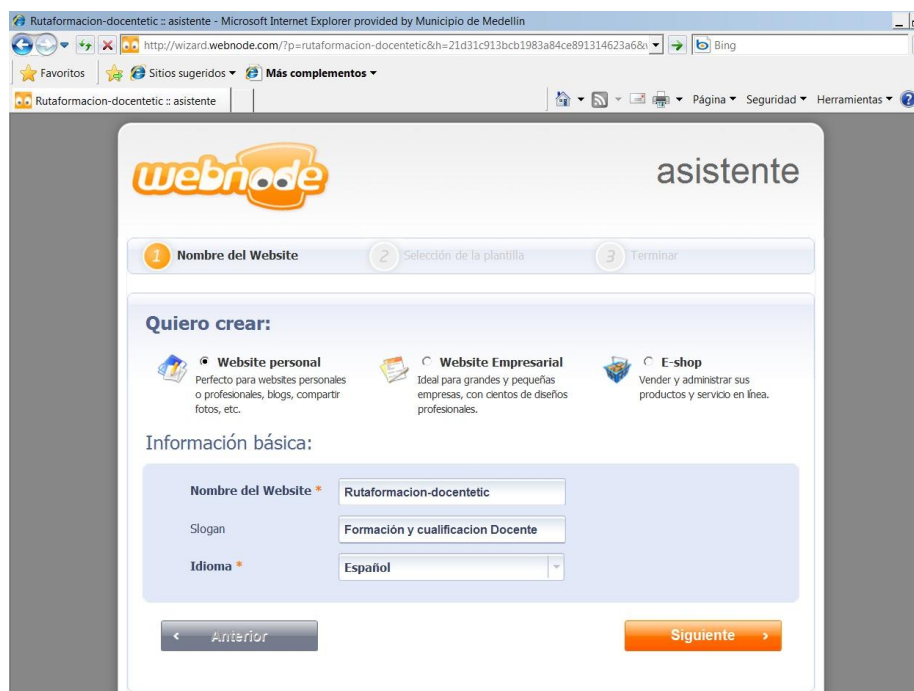 Rutaformacion-docentetic :: asistente - Microsoft Internet Explorer provided by Municipio de Medellin
http://wizard.webnode.com/?p=rutaformacion-docentetic&h=21d31c913bcb1983a84ce891314623a6&
Bing
Favoritos Sitios sugeridos Más complementos
Rutaformacion-docentetic :: asistente Página Seguridad Herramientas
webnode asistente
1 Nombre del Website 2 Selección de la plantilla 3 Terminar
Quiero crear:
Website personal
Perfecto para websites personales
o profesionales, blogs, compartir
fotos, etc.
Website Empresarial
Ideal para grandes y pequeñas
empresas, con cientos de diseños
profesionales.
E-shop
Vender y administrar sus
productos y servicio en línea.
Información básica:
Nombre del Website * Rutaformacion-docentetic
Slogan Formación y cualificacion Docente
Idioma * Español
Anterior Siguiente